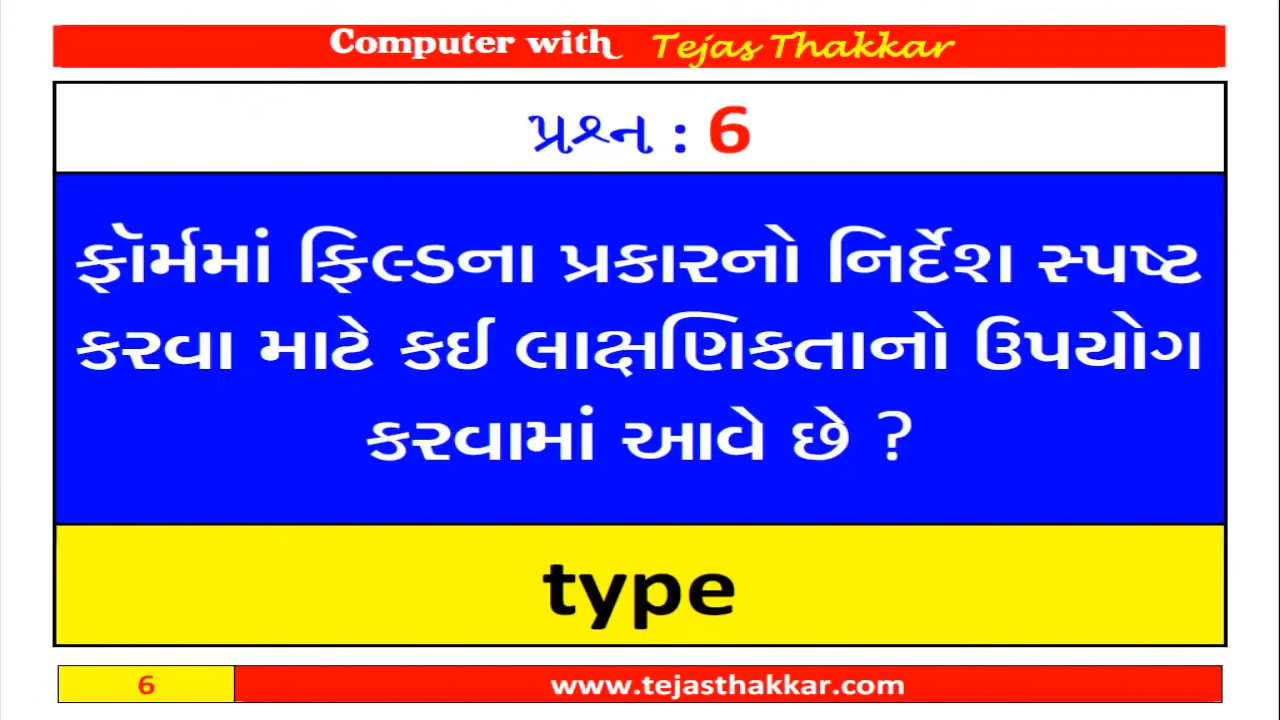 Computer with Tejas Thakkar
પ્રશ્ન : 6
ફૉર્મમાં ફિલ્ડના પ્રકારનો નિર્દેશ સ્પષ્ટ
કરવા માટે કઈ લાક્ષણિકતાનો ઉપયોગ
કરવામાં આવે છે ?
type
6
www.tejasthakkar.com